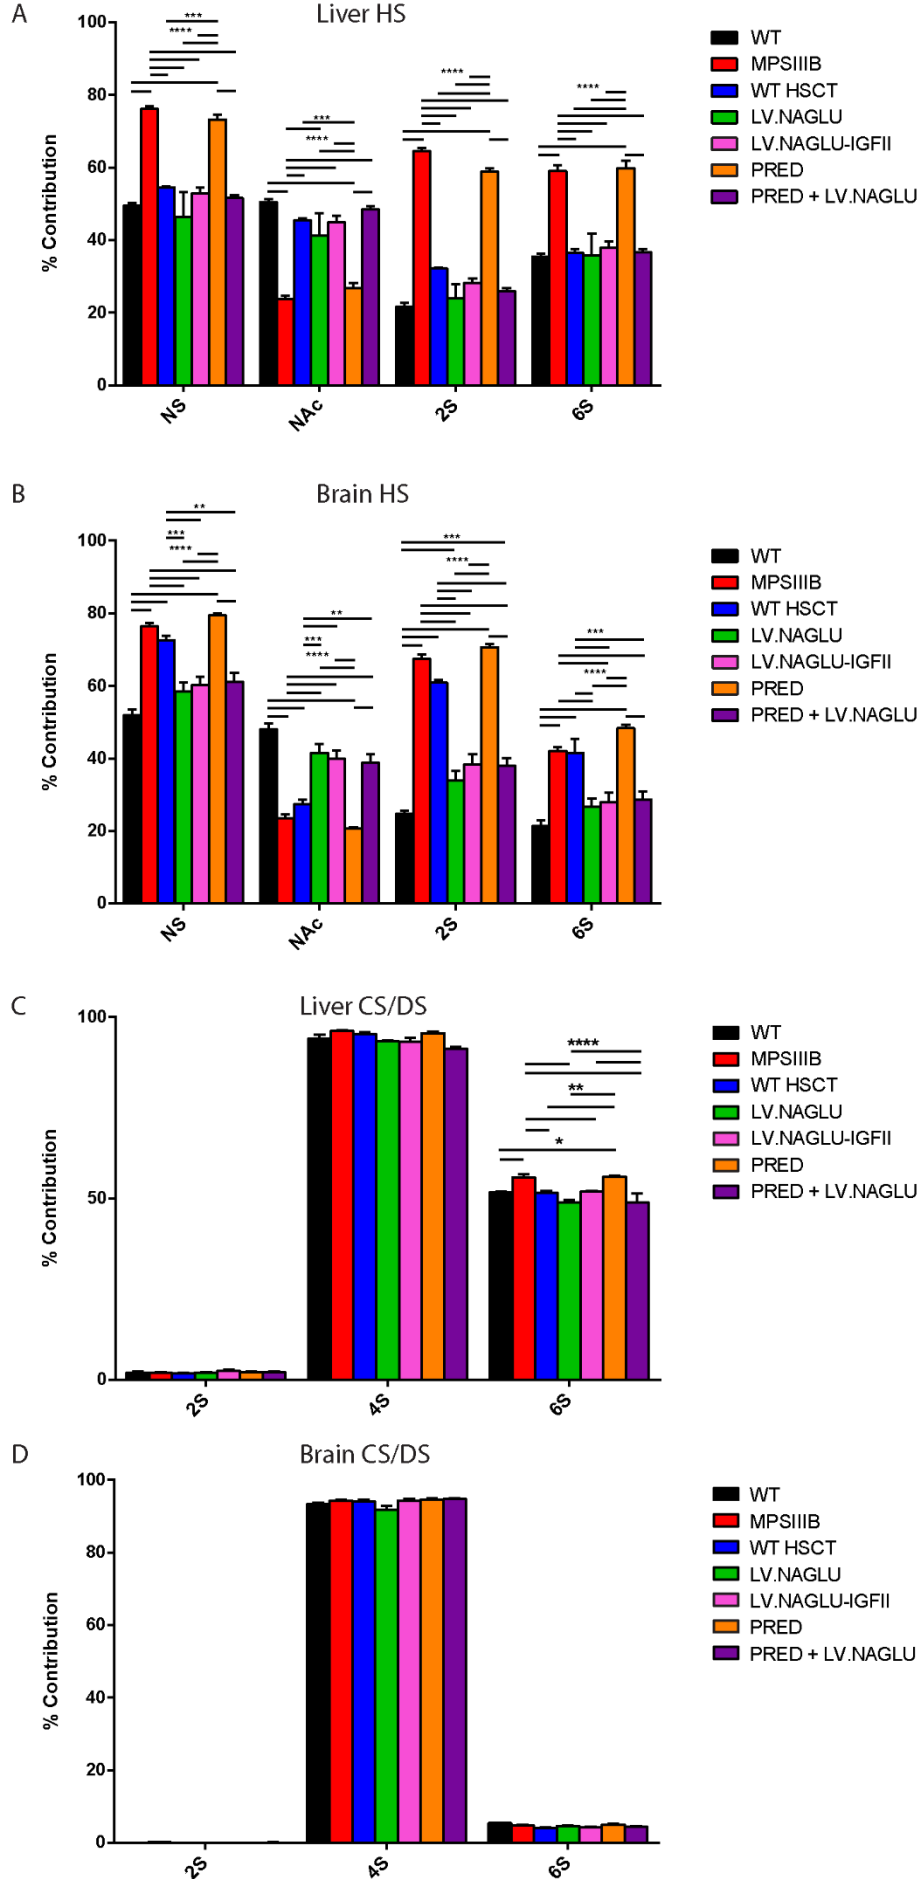 A
Liver HS
% Contribution
100
80
60
40
20
0
***
****
***
****
****
****
NS
NAc
2S
6S
WT
MPSIIIB
WT HSCT
LV.NAGLU
LV.NAGLU-IGFII
PRED
PRED + LV.NAGLU
B
Brain HS
% Contribution
100
80
60
40
20
0
**
***
****
**
***
****
***
****
***
****
NS
NAc
2S
6S
WT
MPSIIIB
WT HSCT
LV.NAGLU
LV.NAGLU-IGFII
PRED
PRED + LV.NAGLU
C
Liver CS/DS
% Contribution
100
50
0
****
**
*
2S
4S
6S
WT
MPSIIIB
WT HSCT
LV.NAGLU
LV.NAGLU-IGFII
PRED
PRED + LV.NAGLU
D
Brain CS/DS
% Contribution
100
80
60
40
20
0
2S
4S
6S
WT
MPSIIIB
WT HSCT
LV.NAGLU
LV.NAGLU-IGFII
PRED
PRED + LV.NAGLU